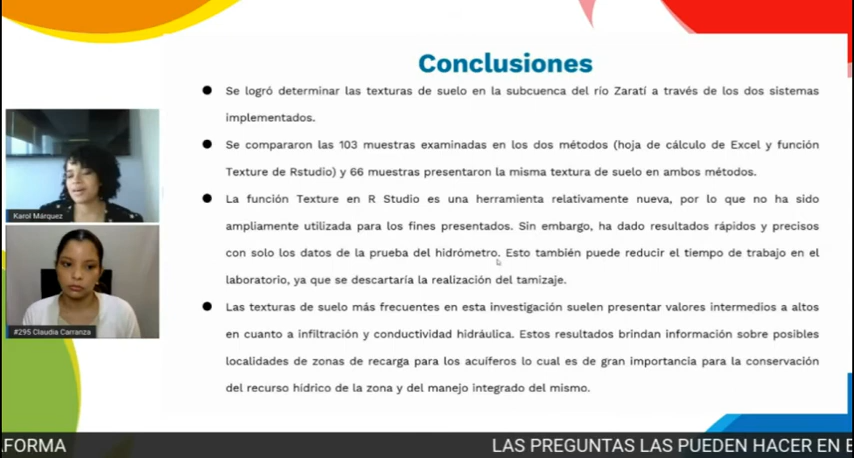 Conclusiones
● Se logró determinar las texturas de suelo en la subcuenca del río Zaratí a través de los dos sistemas
implementados.
● Se compararon las 103 muestras examinadas en los dos métodos (hoja de cálculo de Excel y función
Texture de Rstudio) y 66 muestras presentaron la misma textura de suelo en ambos métodos.
● La función Texture en R Studio es una herramienta relativamente nueva, por lo que no ha sido
ampliamente utilizada para los fines presentados. Sin embargo, ha dado resultados rápidos y precisos
con solo los datos de la prueba del hidrómetro. Esto también puede reducir el tiempo de trabajo en el
laboratorio, ya que se descartaría la realización del tamizaje.
● Las texturas de suelo más frecuentes en esta investigación suelen presentar valores intermedios a altos
en cuanto a infiltración y conductividad hidráulica. Estos resultados brindan información sobre posibles
localidades de zonas de recarga para los acuíferos lo cual es de gran importancia para la conservación
del recurso hídrico de la zona y del manejo integrado del mismo.
Karol Márquez
#295 Claudia Carranza
FORMA LAS PREGUNTAS LAS PUEDEN HACER EN